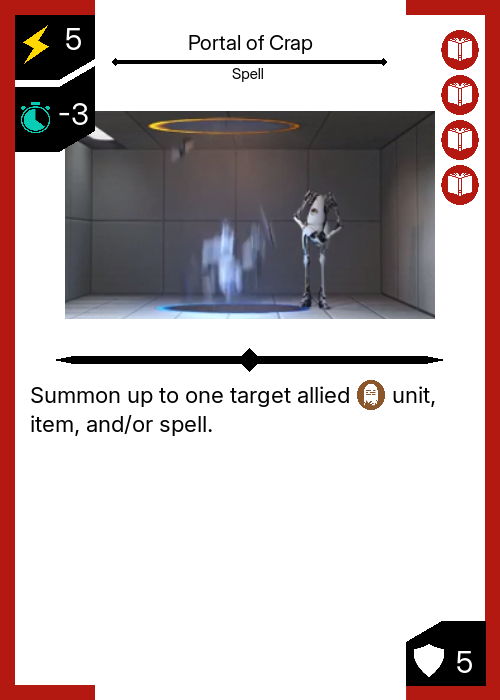 5
Portal of Crap
Spell
-3
Summon up to one target allied unit,
item, and/or spell.
5